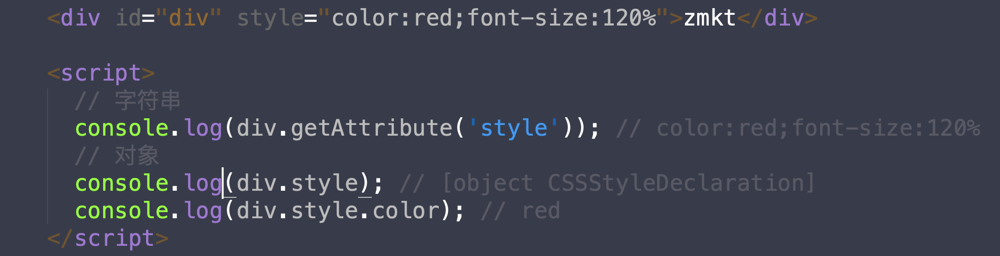 <div id="div" style="color:red;font-size:120%">zmkt</div>
<script>
// 字符串
console.log(div.getAttribute('style')); // color:red;font-size:120%
// 对象
console.log(div.style); // [object CSSStyleDeclaration]
console.log(div.style.color); // red
</script>